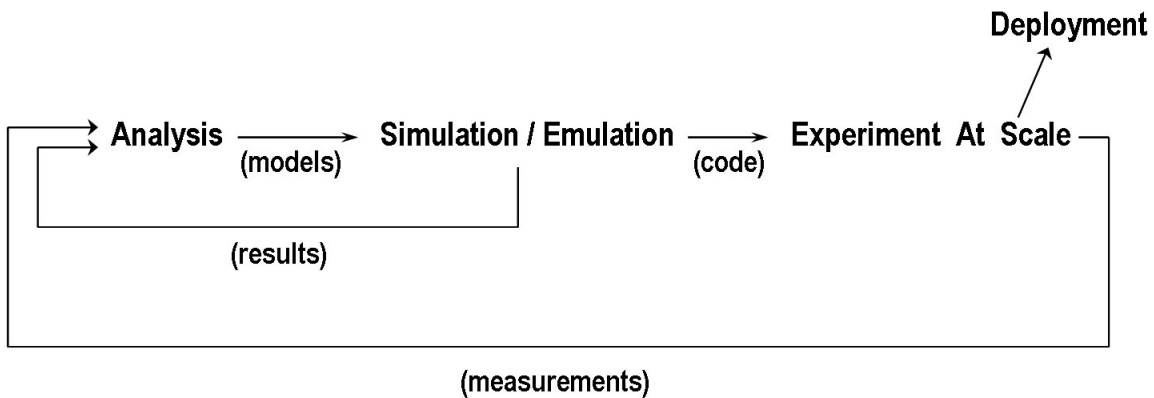 Deployment
Analysis
Simulation / Emulation
Experiment At Scale
(models)
(code)
(results)
(measurements)